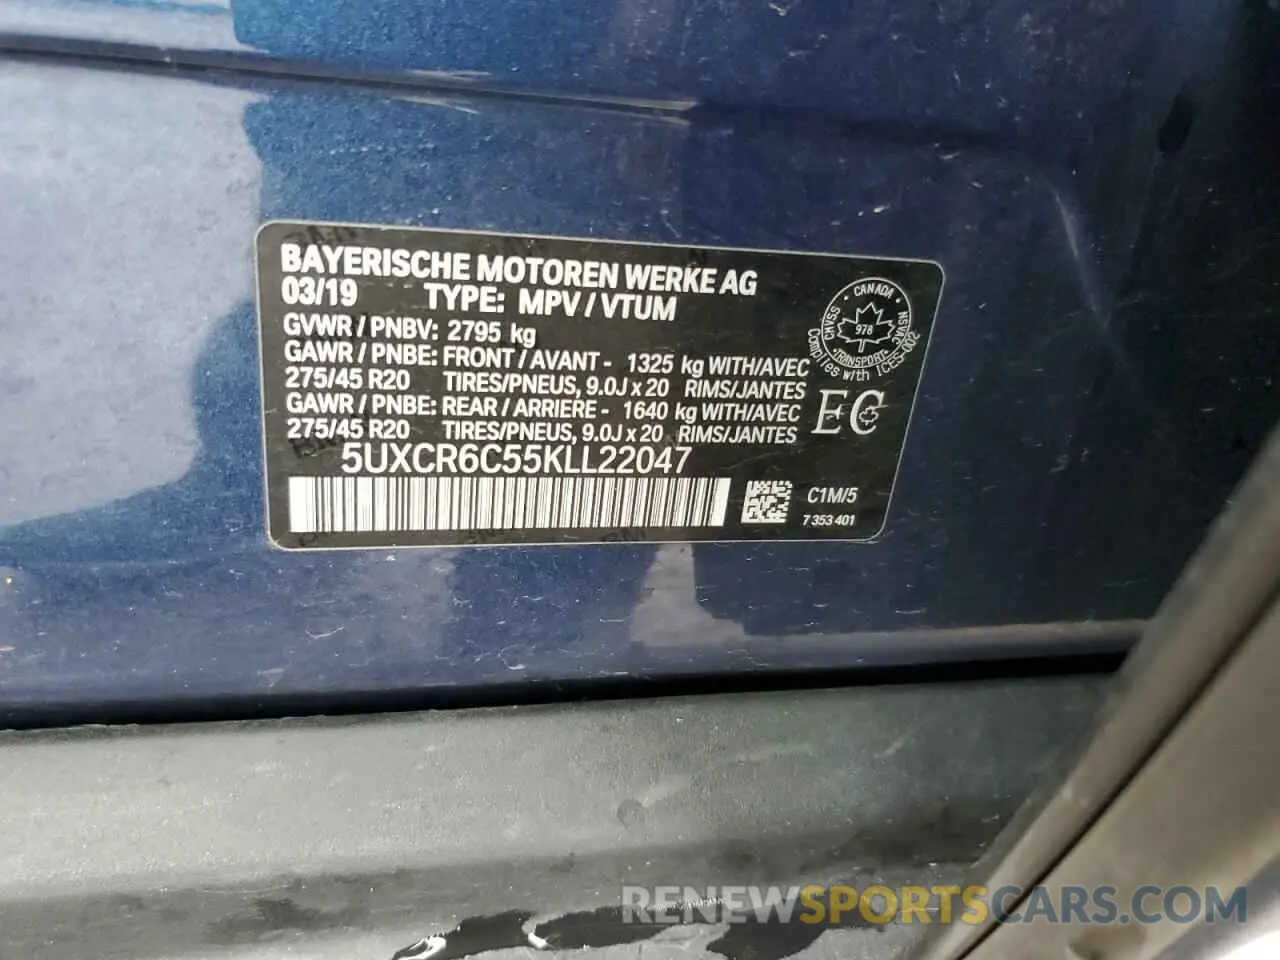 BAYERISCHE MOTOREN WERKE AG
03/19 TYPE: MPV / VTUM
GVWR / PNBV: 2795 kg
GAWR / PNBE: FRONT / AVANT - 1325 kg WITH/AVEC
275/45 R20 TIRES/PNEUS, 9.0J x 20 RIMS/JANTES
GAWR / PNBE: REAR / ARRIERE - 1640 kg WITH/AVEC
275/45 R20 TIRES/PNEUS, 9.0J x 20 RIMS/JANTES
5UXCR6C55KLL22047
CANADA
CMVSS
NSVAC
978
TRANSPORT
Complies with ICES-002
EC
C1M/5
7 353 401
RENEWSPORTSCARS.COM